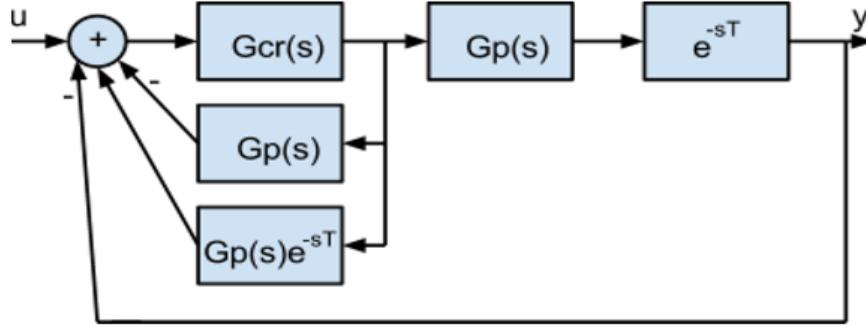 u
+
Gcr(s)
Gp(s)
e^-sT
y
-
-
Gp(s)
Gp(s)e^-sT